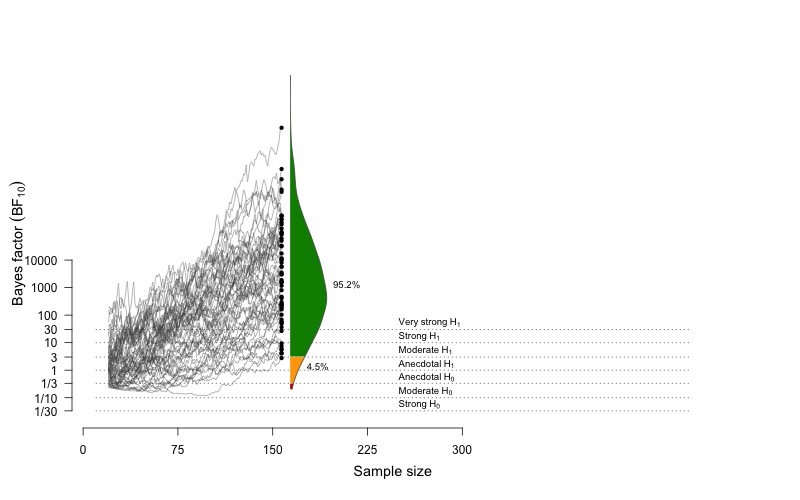 Bayes factor (BF₁₀)
10000
1000
100
30
10
3
1
1/3
1/10
1/30
95.2%
4.5%
Very strong H₁
Strong H₁
Moderate H₁
Anecdotal H₁
Anecdotal H₀
Moderate H₀
Strong H₀
0 75 150 225 300
Sample size